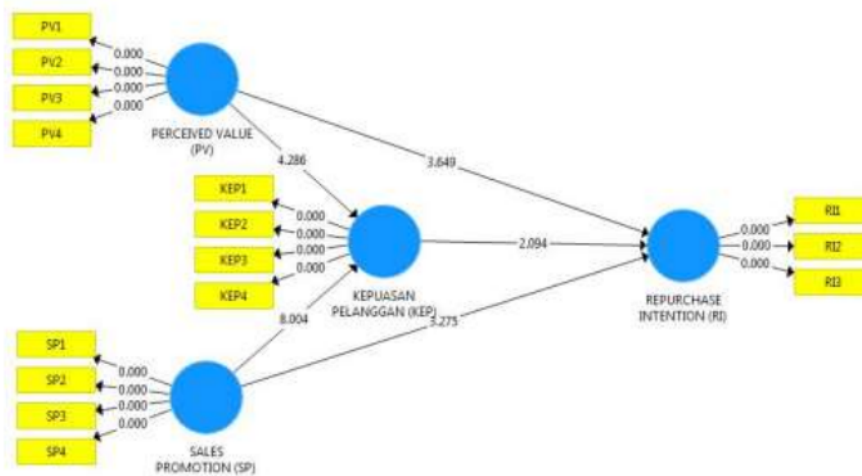 PV1
0.000
PV2
0.000
0.000
PV3
0.000
PV4
PERCEIVED VALUE
(PV)
4.286
3.649
KEP1
0.000
KEP2
0.000
0.000
KEP3
0.000
KEP4
KEPUASAN
PELANGGAN (KEP)
2.094
0.000
RI1
0.000
RI2
0.000
RI3
REPURCHASE
INTENTION (RI)
8.004
3.275
SP1
0.000
SP2
0.000
0.000
SP3
0.000
SP4
SALES
PROMOTION (SP)